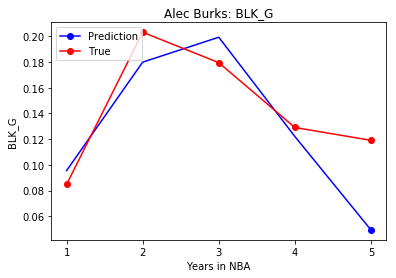 Alec Burks: BLK_G
Prediction
True
0.20
0.18
0.16
0.14
0.12
0.10
0.08
0.06
BLK_G
1
2
3
4
5
Years in NBA